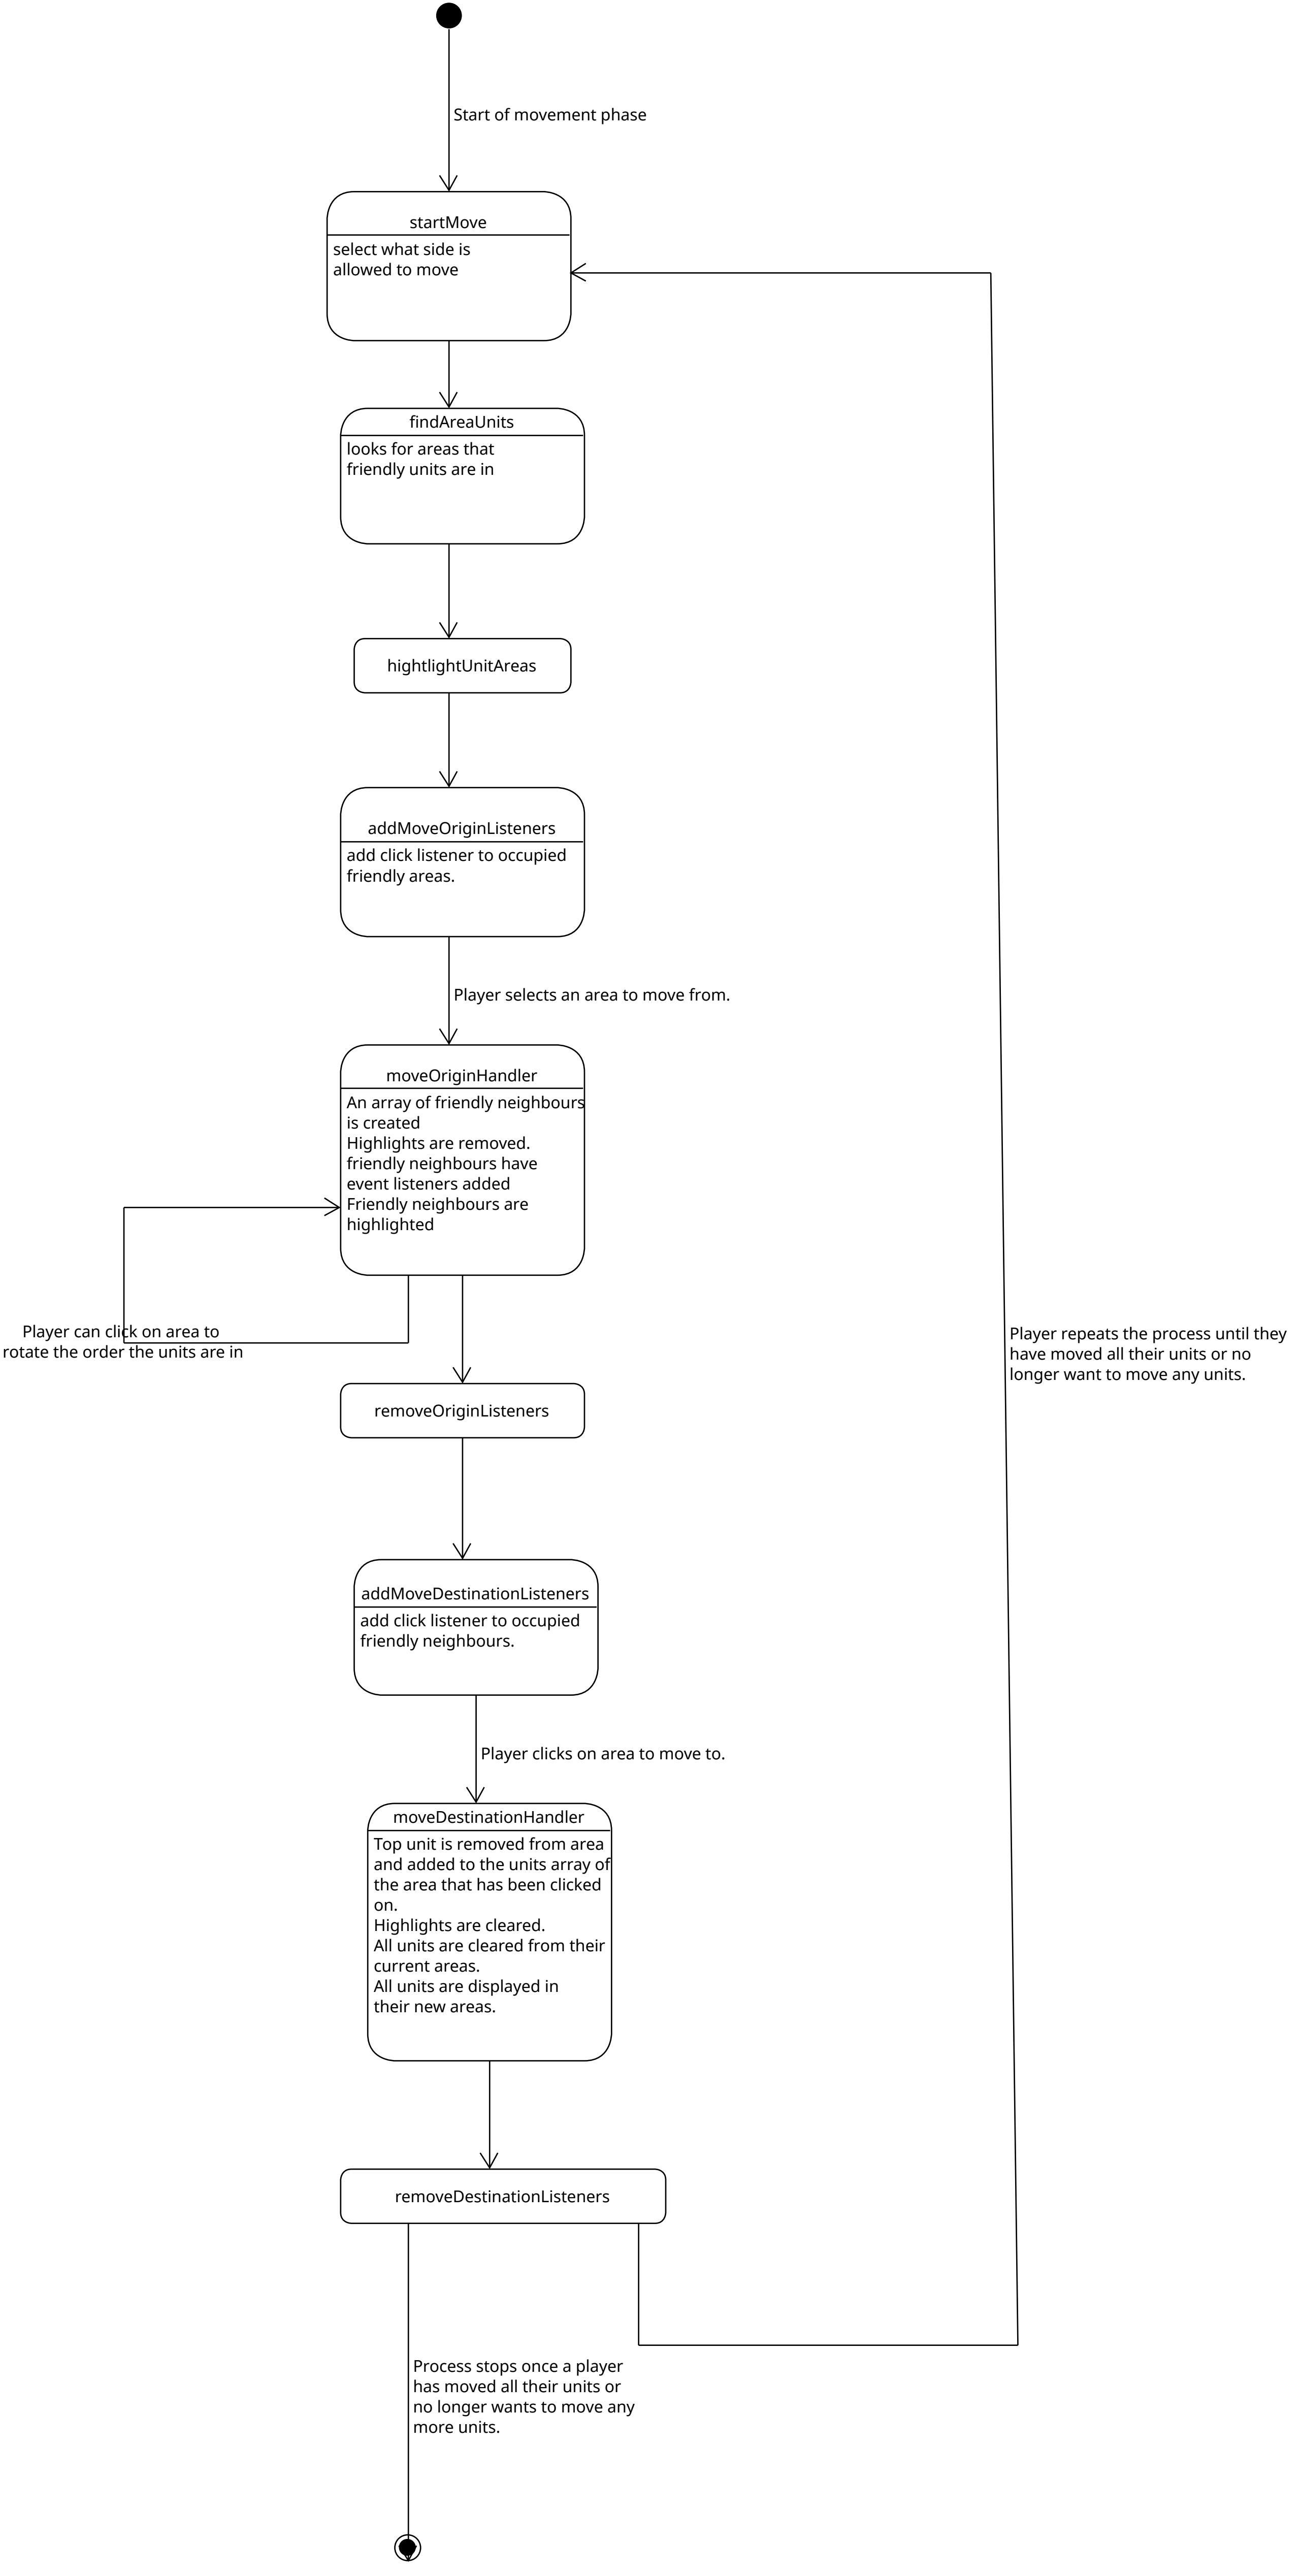 Start of movement phase
startMove
select what side is
allowed to move
findAreaUnits
looks for areas that
friendly units are in
hightlightUnitAreas
addMoveOriginListeners
add click listener to occupied
friendly areas.
Player selects an area to move from.
moveOriginHandler
An array of friendly neighbours
is created
Highlights are removed.
friendly neighbours have
event listeners added
Friendly neighbours are
highlighted
Player can click on area to
rotate the order the units are in
Player repeats the process until they
have moved all their units or no
longer want to move any units.
removeOriginListeners
addMoveDestinationListeners
add click listener to occupied
friendly neighbours.
Player clicks on area to move to.
moveDestinationHandler
Top unit is removed from area
and added to the units array of
the area that has been clicked
on.
Highlights are cleared.
All units are cleared from their
current areas.
All units are displayed in
their new areas.
removeDestinationListeners
Process stops once a player
has moved all their units or
no longer wants to move any
more units.